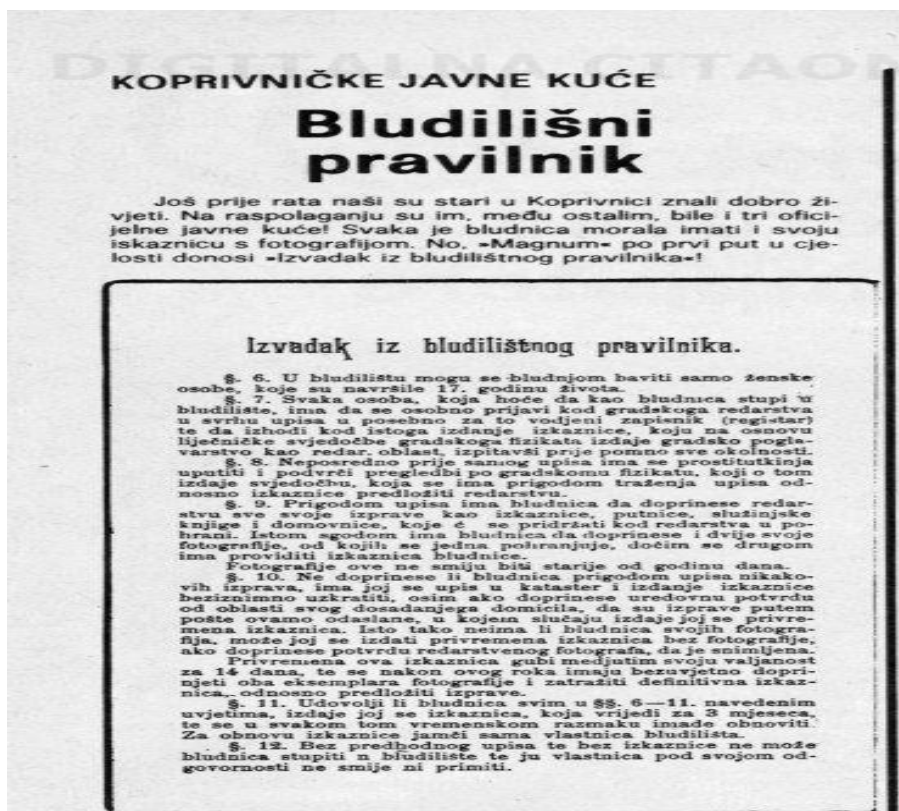 DIGITALNA ČITAON
KOPRIVNIČKE JAVNE KUĆE
Bludilišni
pravilnik
Još prije rata naši su stari u Koprivnici znali dobro ži-
vjeti. Na raspolaganju su im, među ostalim, bile i tri ofici-
jelne javne kuće! Svaka je bludnica morala imati i svoju
iskaznicu s fotografijom. No, »Magnum« po prvi put u cje-
losti donosi »Izvadak iz bludilištnog pravilnika«!
Izvadak iz bludilištnog pravilnika.
§. 6. U bludilištu mogu se bludnjom baviti samo ženske
osobe, koje su navršile 17. godinu života.
§. 7. Svaka osoba, koja hoće da kao bludnica stupi u
bludilište, ima da se osobno prijavi kod gradskoga redarstva
u svrhu upisa u posebno za to vodjeni zapisnik (registar)
te da izhodi kod istoga izdanje izkaznice, koju na osnovu
liječničke svjedočbe gradskoga fizikata izdaje gradsko pogla-
varstvo kao redar. oblast, izpitavši prije pomno sve okolnosti.
§. 8. Neposredno prije samog upisa ima se prostitutkinja
uputiti i podvrći pregledbi po gradskomu fizikatu, koji o tom
izdaje svjedočbu, koja se ima prigodom traženja upisa od-
nosno izkaznice predložiti redarstvu.
§. 9. Prigodom upisa ima bludnica da doprinese redar-
stvu sve svoje izprave kao izkaznice, putnice, služinjske
knjige i domovnice, koje ć se pridržati kod redarstva u po-
hrani. Istom zgodom ima bludnica da doprinese i dvije svoje
fotografije, od kojih se jedna pohranjuje, dočim se drugom
ima providiti izkaznica bludnice.
Fotografije ove ne smiju biti starije od godinu dana.
§. 10. Ne doprinese li bludnica prigodom upisa nikako-
vih izprava, ima joj se upis u kataster i izdanje izkaznice
beziznimno uzkratiti, osim ako doprinese uredovnu potvrdu
od oblasti svog dosadanjega domicila, da su izprave putem
pošte ovamo odaslane, u kojem slučaju izdaje joj se privre-
mena izkaznica. Isto tako neima li bludnica svojih fotogra-
fija, može joj se izdati privremena izkaznica bez fotografije,
ako doprinese potvrdu redarstvenog fotografa, da je snimljena.
Privremena ova izkaznica gubi medjutim svoju valjanost
za 14 dana, te se nakon ovog roka imaju bezuvjetno dopri-
njeti oba eksemplara fotografije i zatražiti definitivna izkaz-
nica, odnosno predložiti izprave.
§. 11. Udovolji li bludnica svim u §§. 6—11. navedenim
uvjetima, izdaje joj se izkaznica, koja vrijedi za 3 mjeseca,
te se u svakom tom vremenskom razmaku imade obnoviti.
Za obnovu izkaznice jamči sama vlastnica bludilišta.
§. 12. Bez predhodnog upisa te bez izkaznice ne može
bludnica stupiti n bludilište te ju vlastnica pod svojom od-
govornosti ne smije ni primiti.